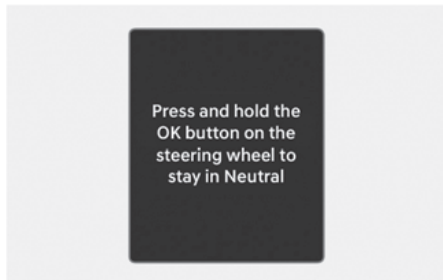 Press and hold the
OK button on the
steering wheel to
stay in Neutral